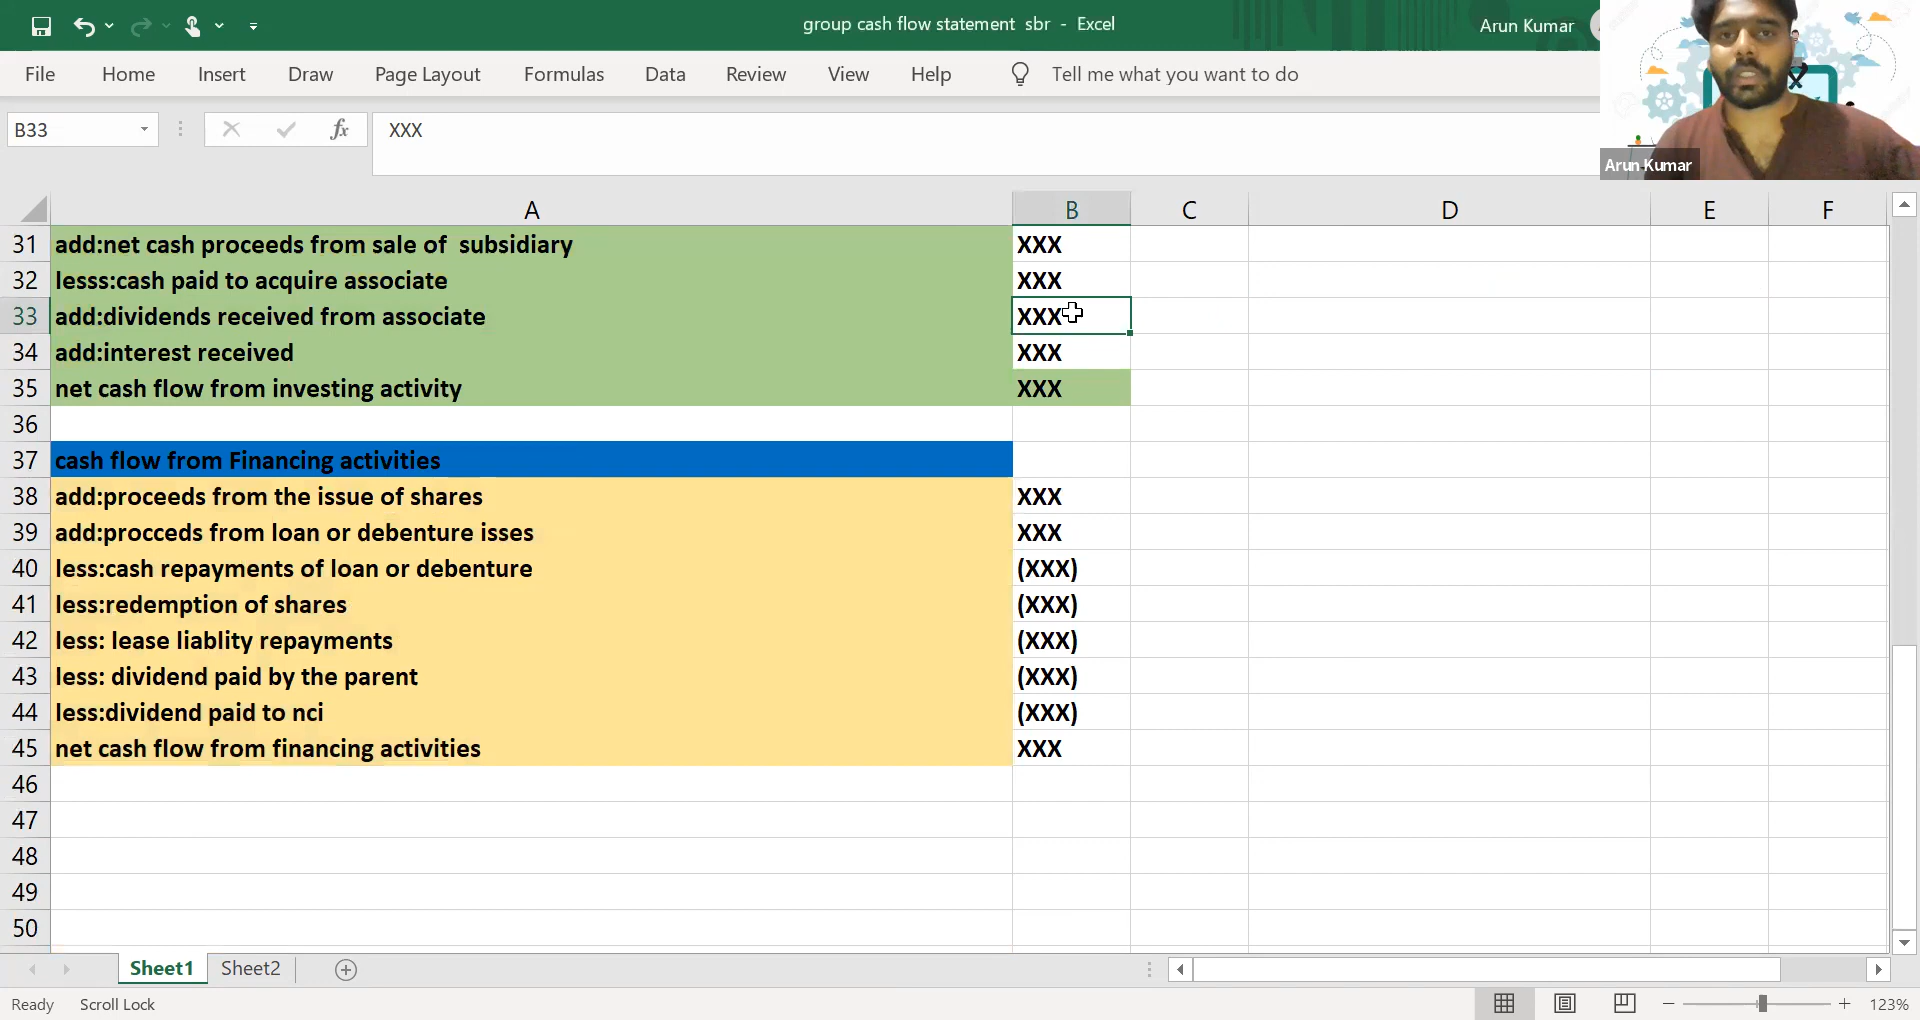 group cash flow statement sbr - Excel
Arun Kumar
File Home Insert Draw Page Layout Formulas Data Review View Help Tell me what you want to do
B33 fx XXX
Arun Kumar
A B C D E F
31 add:net cash proceeds from sale of subsidiary XXX
32 lesss:cash paid to acquire associate XXX
33 add:dividends received from associate XXX
34 add:interest received XXX
35 net cash flow from investing activity XXX
36
37 cash flow from Financing activities
38 add:proceeds from the issue of shares XXX
39 add:procceds from loan or debenture isses XXX
40 less:cash repayments of loan or debenture (XXX)
41 less:redemption of shares (XXX)
42 less: lease liablity repayments (XXX)
43 less: dividend paid by the parent (XXX)
44 less:dividend paid to nci (XXX)
45 net cash flow from financing activities XXX
46
47
48
49
50
Sheet1 Sheet2
Ready Scroll Lock 123%